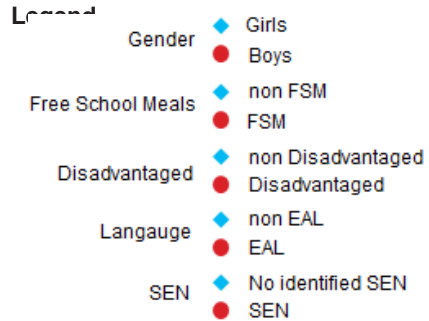 Legend
Gender
Girls
Boys
Free School Meals
non FSM
FSM
Disadvantaged
non Disadvantaged
Disadvantaged
Langauge
non EAL
EAL
SEN
No identified SEN
SEN